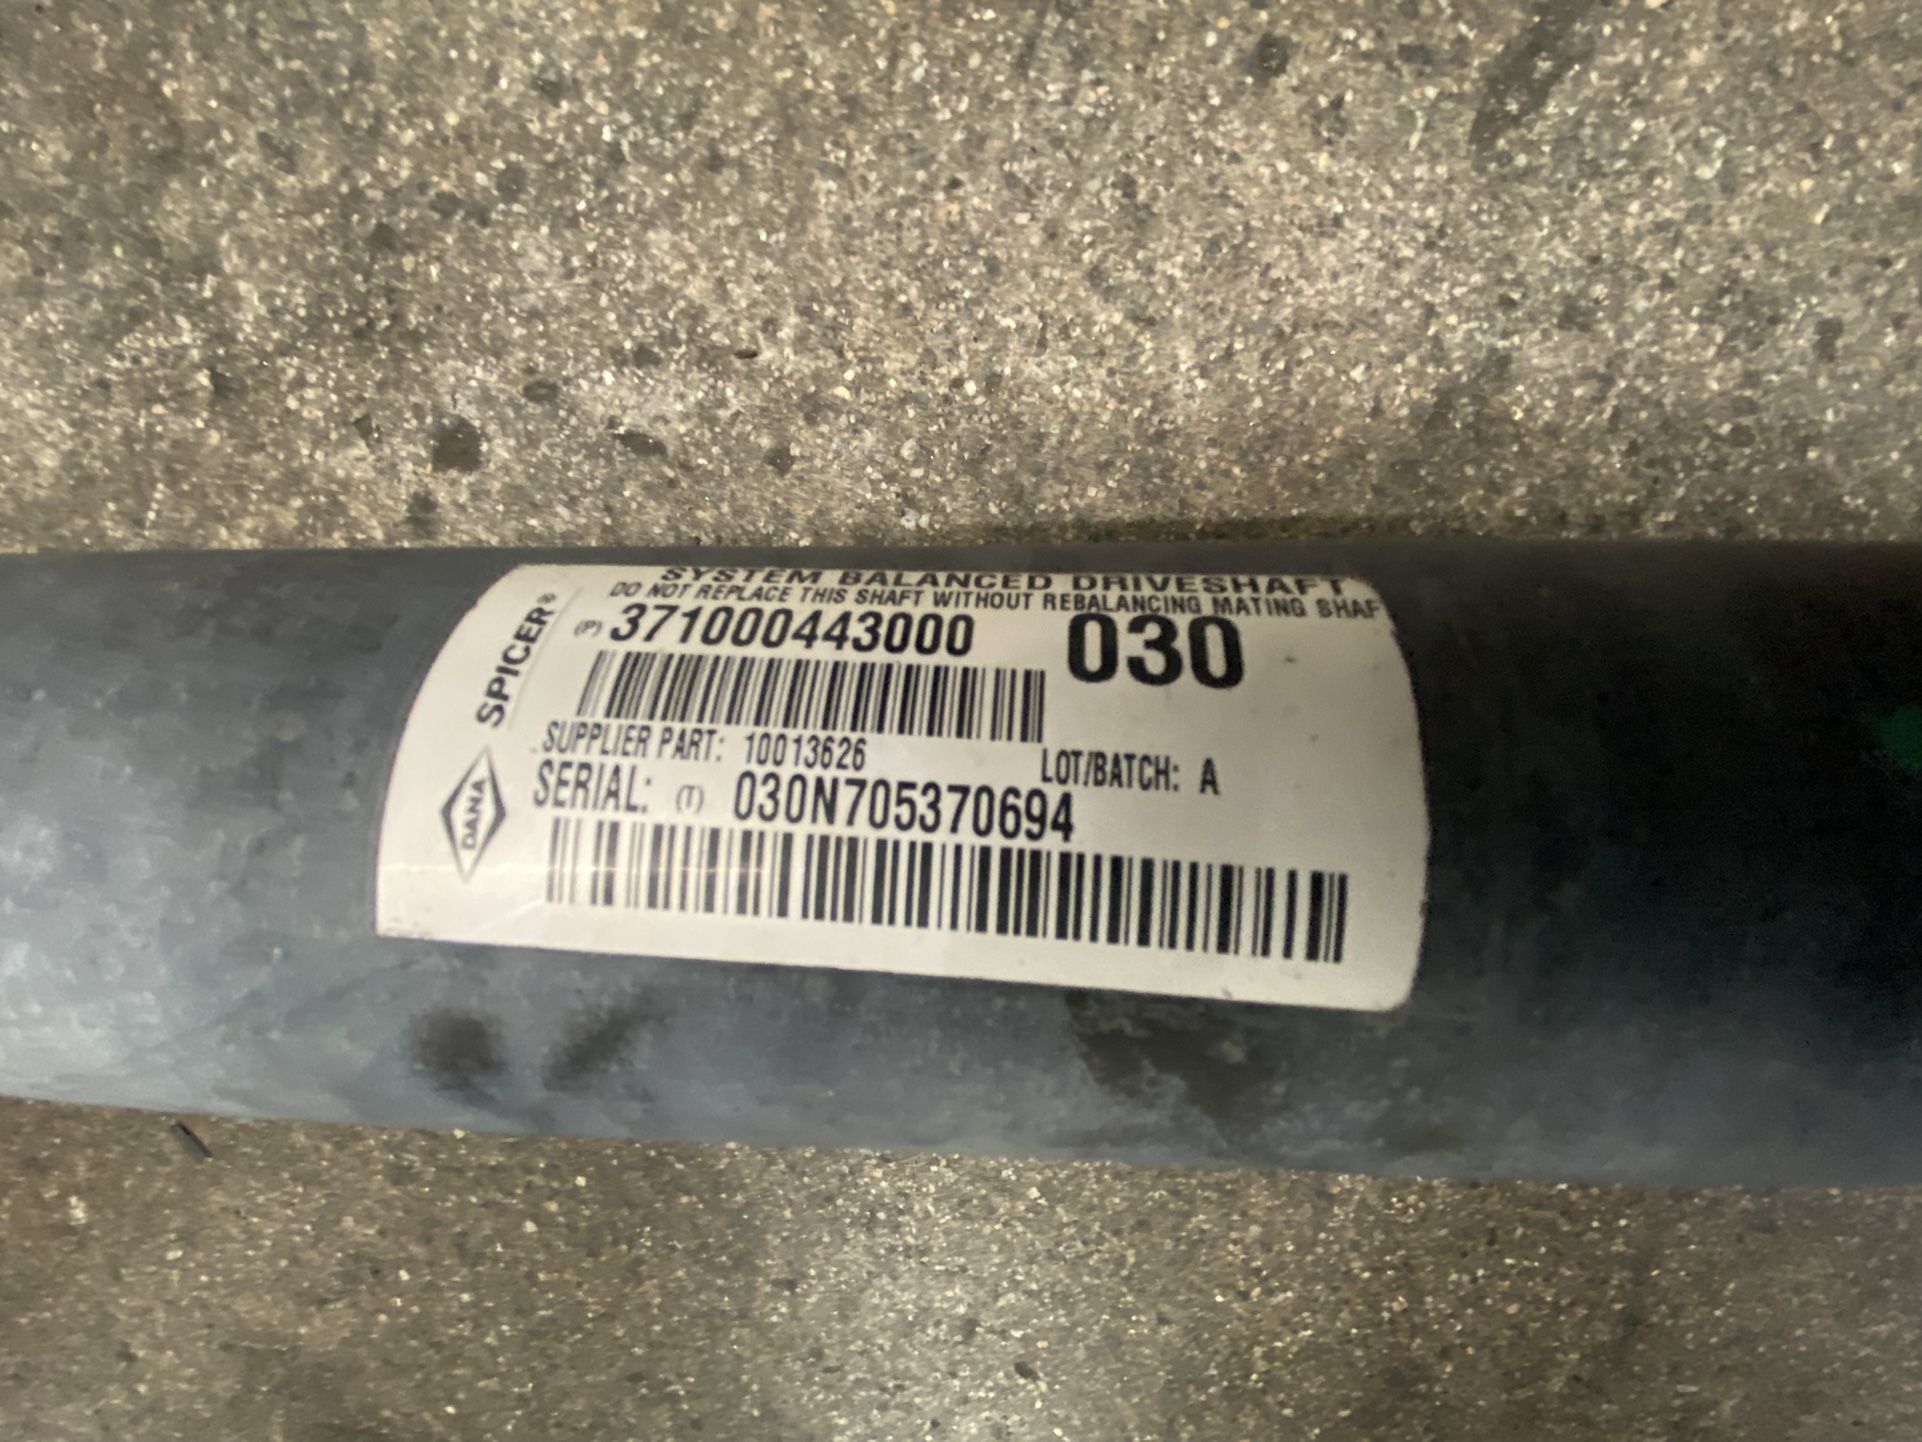 SYSTEM BALANCED DRIVESHAFT
DO NOT REPLACE THIS SHAFT WITHOUT REBALANCING MATING SHAF
(P) 371000443000 030
SUPPLIER PART: 10013626 LOT/BATCH: A
SERIAL: (T) 030N705370694
SPICER®
DANA